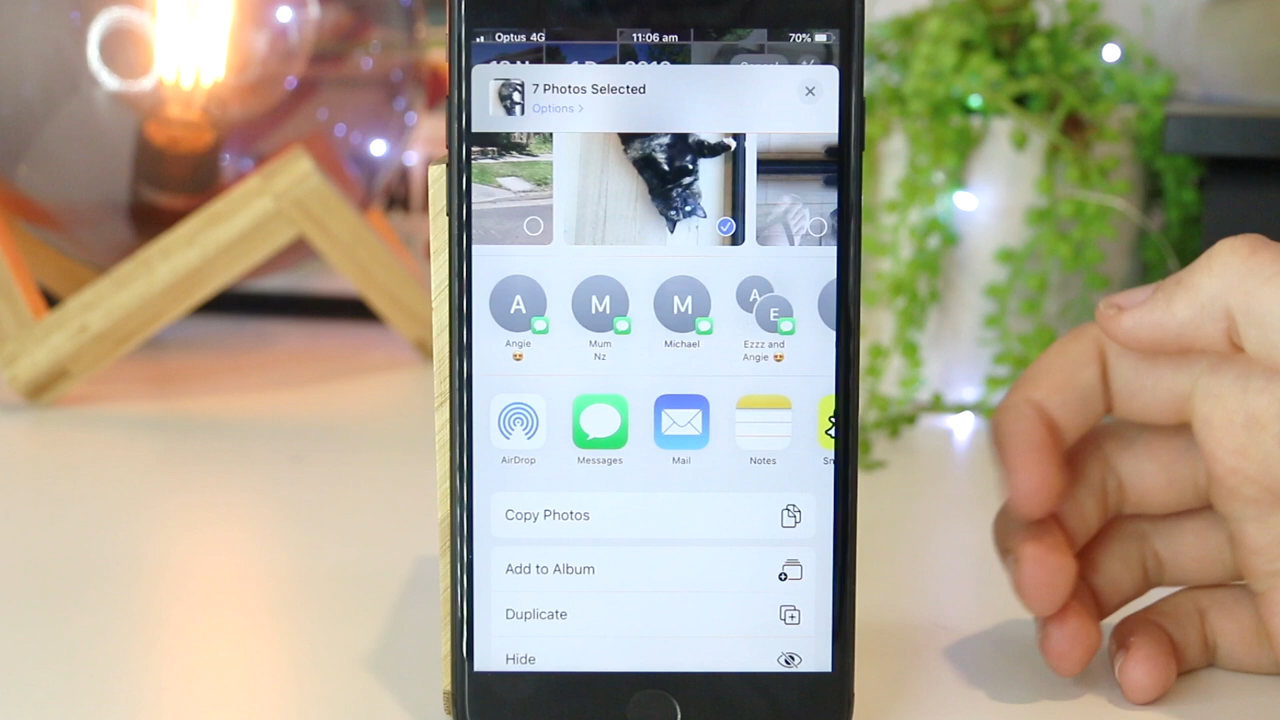 Optus 4G 11:06 am 70%
2019
7 Photos Selected
Options >
A M M A E
Angie 😍 Mum Nz Michael Ezzz and Angie 😍
AirDrop Messages Mail Notes
Copy Photos
Add to Album
Duplicate
Hide